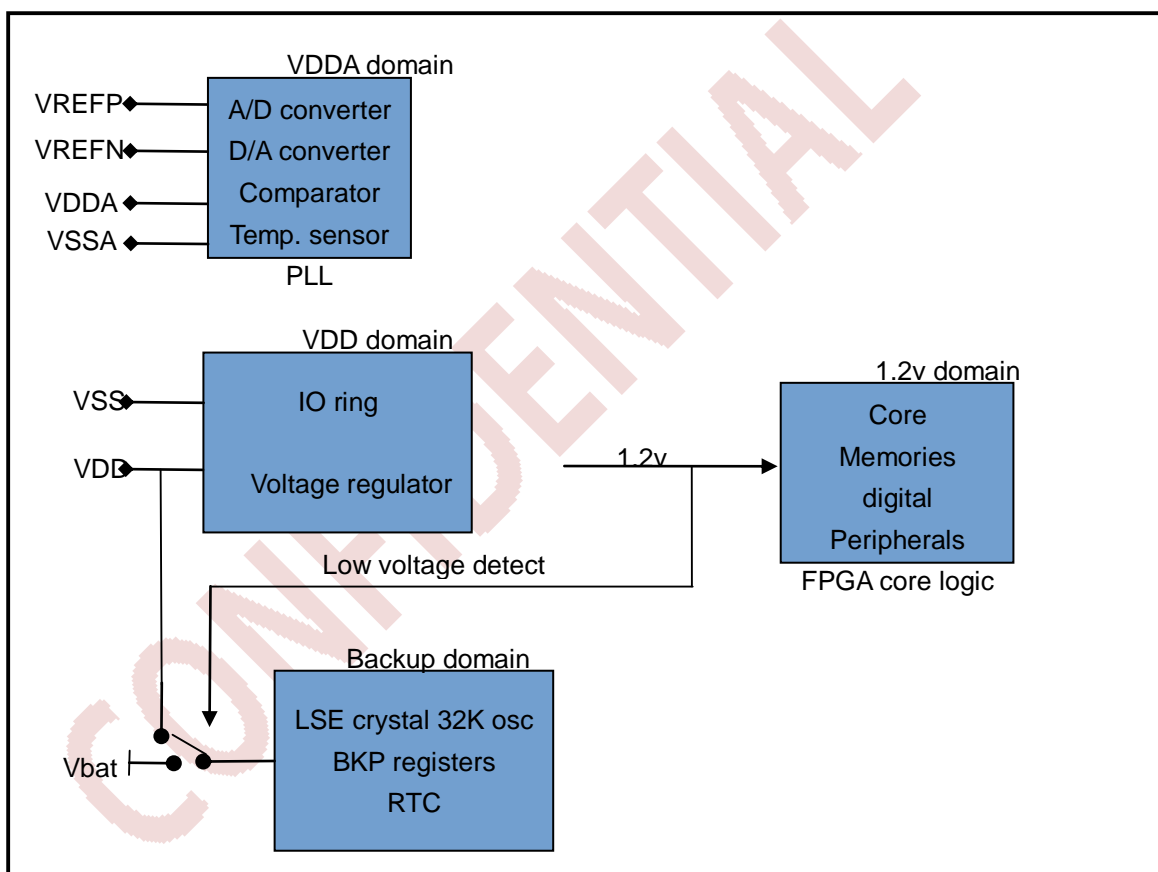 VDDA domain
VREFP
A/D converter
VREFN
D/A converter
VDDA
Comparator
VSSA
Temp. sensor
PLL
VDD domain
VSS
IO ring
VDD
Voltage regulator
1.2v
1.2v domain
Core
Memories
digital
Peripherals
FPGA core logic
Low voltage detect
Backup domain
LSE crystal 32K osc
Vbat
BKP registers
RTC
CONFIDENTIAL